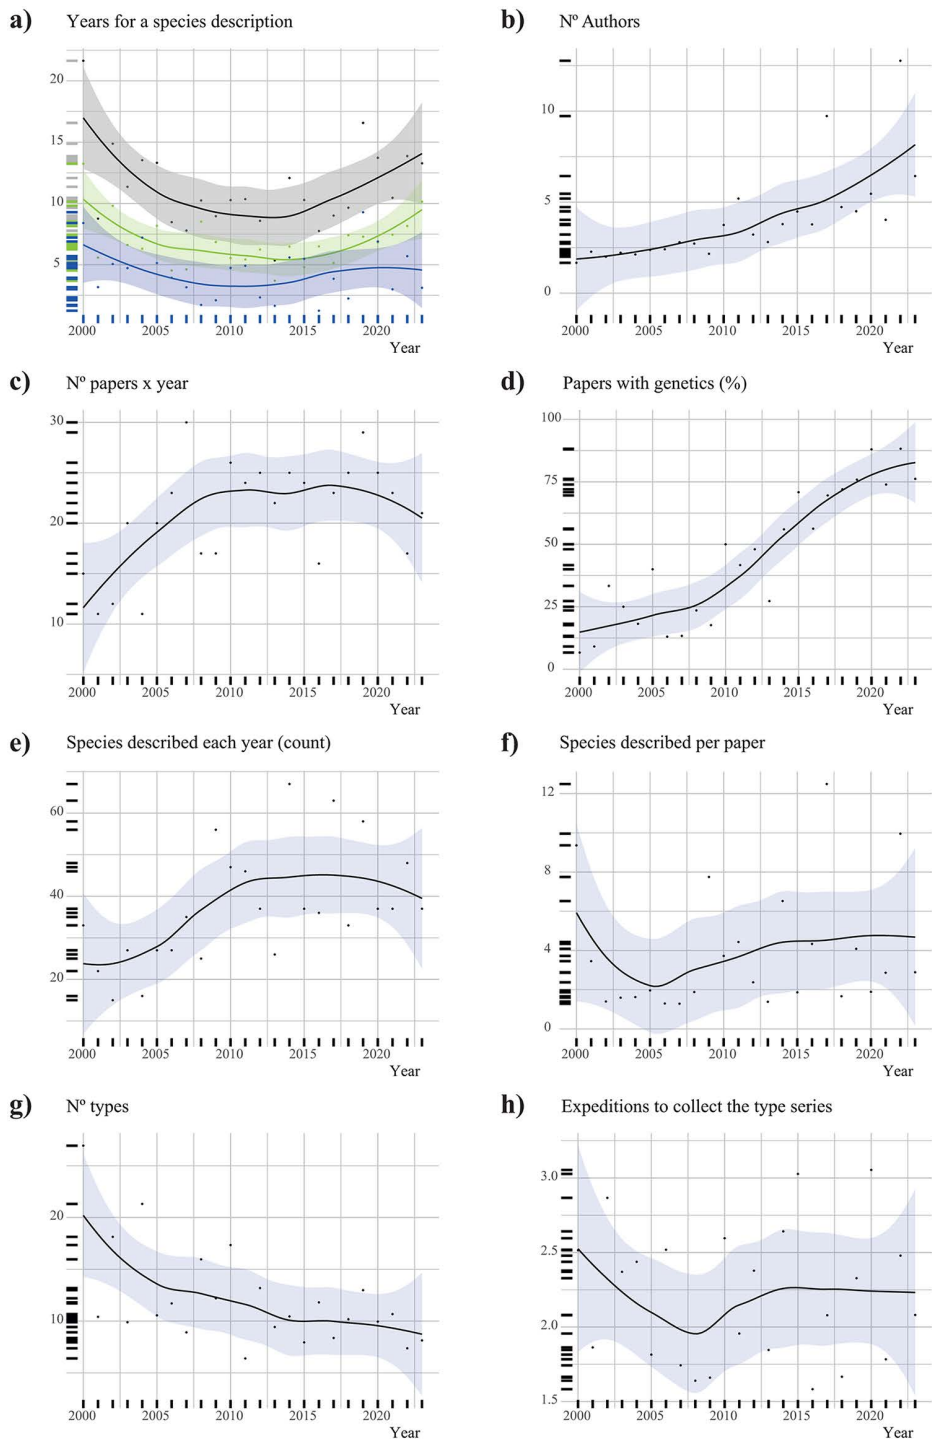 a) Years for a species description
20
15
10
5
2000 2005 2010 2015 2020
Year
b) Nº Authors
10
5
0
2000 2005 2010 2015 2020
Year
c) Nº papers x year
30
20
10
2000 2005 2010 2015 2020
Year
d) Papers with genetics (%)
100
75
50
25
0
2000 2005 2010 2015 2020
Year
e) Species described each year (count)
60
40
20
2000 2005 2010 2015 2020
Year
f) Species described per paper
12
8
4
0
2000 2005 2010 2015 2020
Year
g) Nº types
20
10
2000 2005 2010 2015 2020
Year
h) Expeditions to collect the type series
3.0
2.5
2.0
1.5
2000 2005 2010 2015 2020
Year